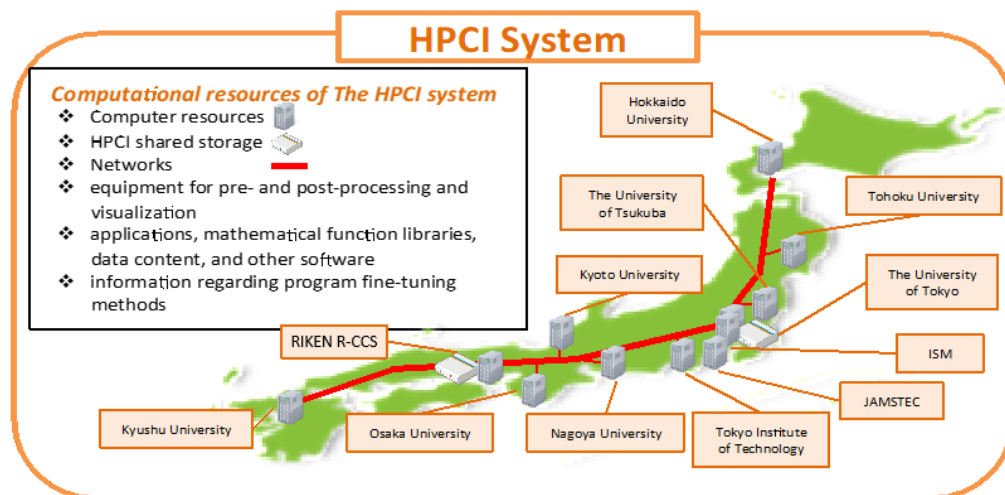 HPCI System
Computational resources of The HPCI system
❖ Computer resources
❖ HPCI shared storage
❖ Networks
❖ equipment for pre- and post-processing and
visualization
❖ applications, mathematical function libraries,
data content, and other software
❖ information regarding program fine-tuning
methods
Hokkaido
University
The University
of Tsukuba
Tohoku University
Kyoto University
The University
of Tokyo
RIKEN R-CCS
ISM
JAMSTEC
Kyushu University
Osaka University
Nagoya University
Tokyo Institute
of Technology